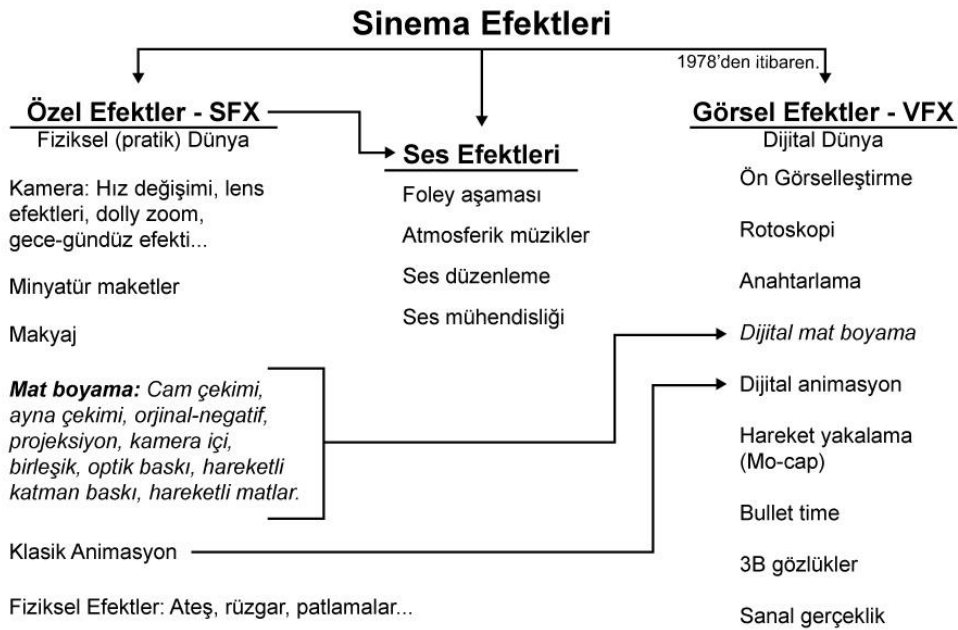 Sinema Efektleri
1978'den itibaren.
Özel Efektler - SFX
Fiziksel (pratik) Dünya
Kamera: Hız değişimi, lens
efektleri, dolly zoom,
gece-gündüz efekti...
Minyatür maketler
Makyaj
Mat boyama: Cam çekimi,
ayna çekimi, orjinal-negatif,
projeksiyon, kamera içi,
birleşik, optik baskı, hareketli
katman baskı, hareketli matlar.
Klasik Animasyon
Fiziksel Efektler: Ateş, rüzgar, patlamalar...
Ses Efektleri
Foley aşaması
Atmosferik müzikler
Ses düzenleme
Ses mühendisliği
Görsel Efektler - VFX
Dijital Dünya
Ön Görselleştirme
Rotoskopi
Anahtarlama
Dijital mat boyama
Dijital animasyon
Hareket yakalama
(Mo-cap)
Bullet time
3B gözlükler
Sanal gerçeklik